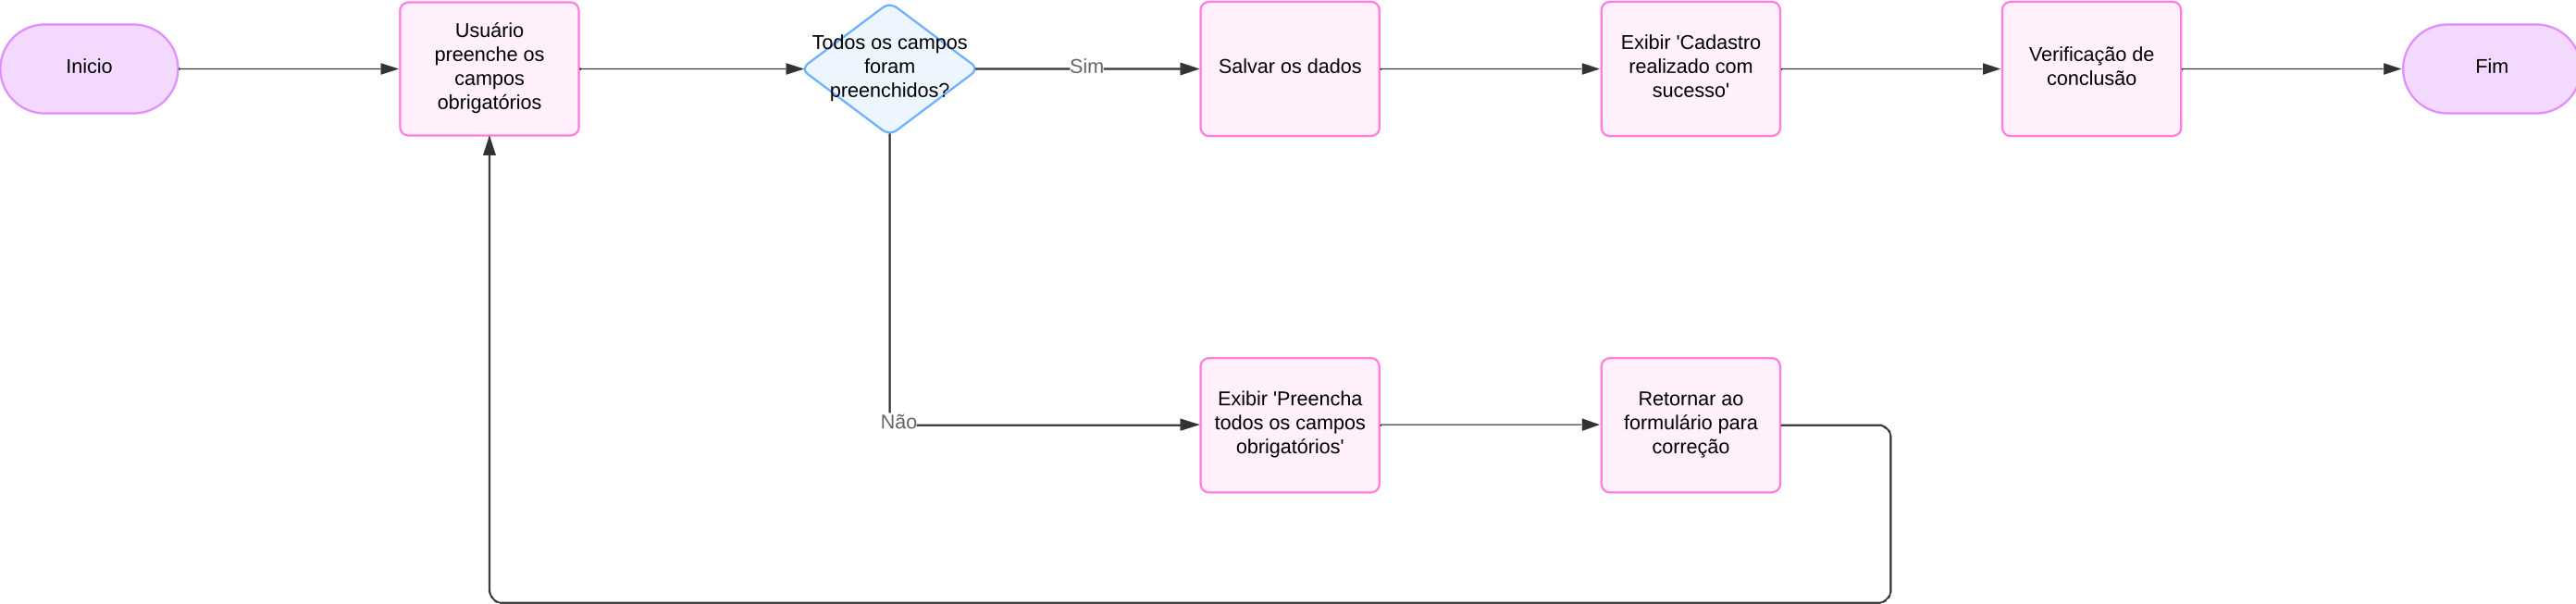 Inicio
Usuário
preenche os
campos
obrigatórios
Todos os campos
foram
preenchidos?
Sim
Salvar os dados
Exibir 'Cadastro
realizado com
sucesso'
Verificação de
conclusão
Fim
Não
Exibir 'Preencha
todos os campos
obrigatórios'
Retornar ao
formulário para
correção